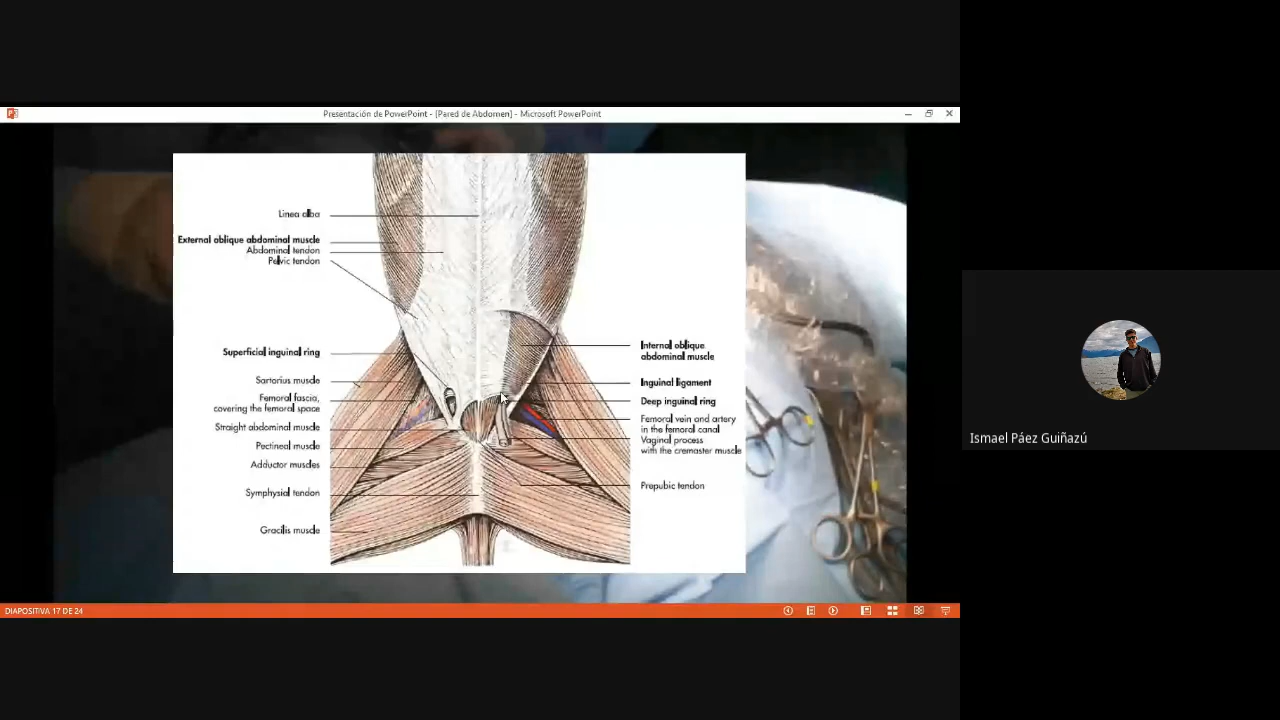 Presentación de PowerPoint - [Pared de Abdomen] - Microsoft PowerPoint
Linea alba
External oblique abdominal muscle
Abdominal tendon
Pelvic tendon
Superficial inguinal ring
Sartorius muscle
Femoral fascia,
covering the femoral space
Straight abdominal muscle
Pectineal muscle
Adductor muscles
Symphysial tendon
Gracilis muscle
Internal oblique
abdominal muscle
Inguinal ligament
Deep inguinal ring
Femoral vein and artery
in the femoral canal
Vaginal process
with the cremaster muscle
Prepubic tendon
Ismael Páez Guiñazú
DIAPOSITIVA 17 DE 24